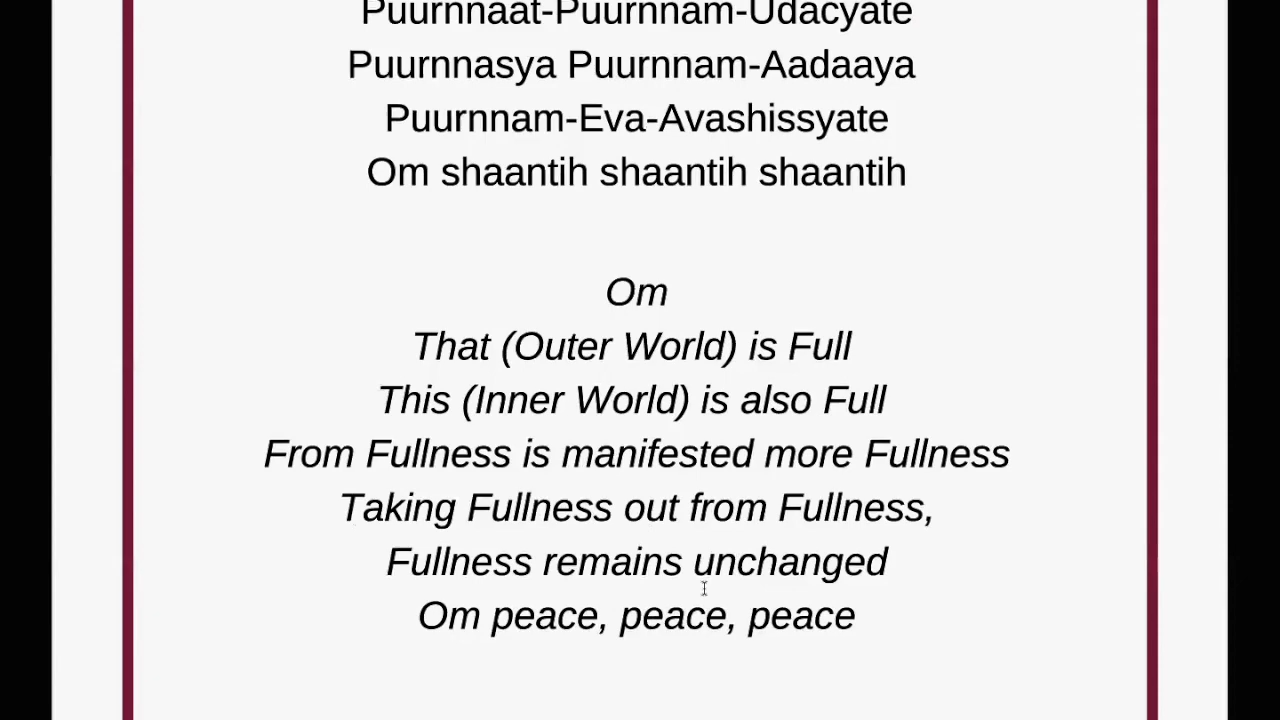 Puurnnaat-Puurnnam-Udacyate
Puurnnasya Puurnnam-Aadaaya
Puurnnam-Eva-Avashissyate
Om shaantih shaantih shaantih
Om
That (Outer World) is Full
This (Inner World) is also Full
From Fullness is manifested more Fullness
Taking Fullness out from Fullness,
Fullness remains unchanged
Om peace, peace, peace